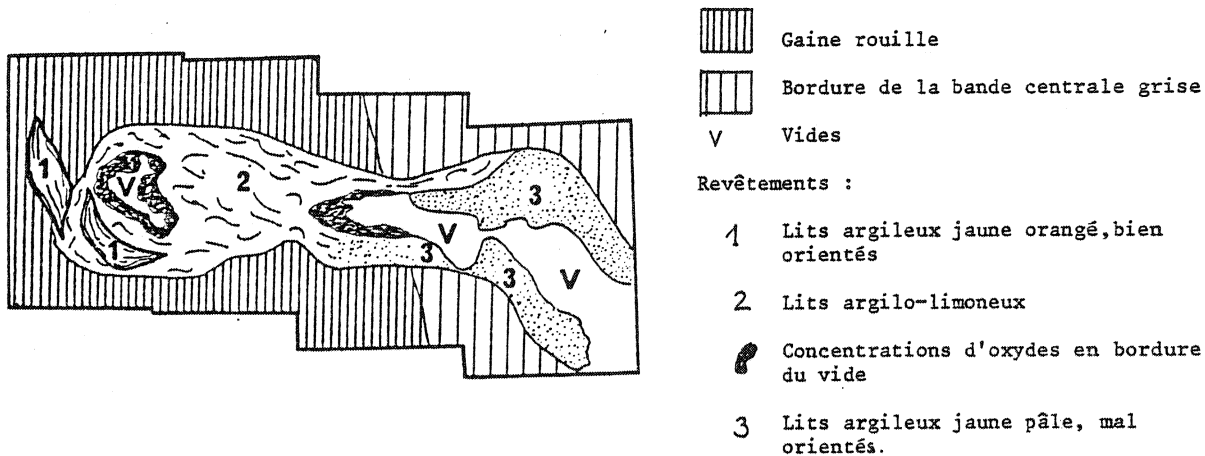 1
V
2
1
3
V
3
3
V
Gaine rouille
Bordure de la bande centrale grise
V Vides
Revêtements :
1 Lits argileux jaune orangé,bien
orientés
2 Lits argilo-limoneux
Concentrations d'oxydes en bordure
du vide
3 Lits argileux jaune pâle, mal
orientés.